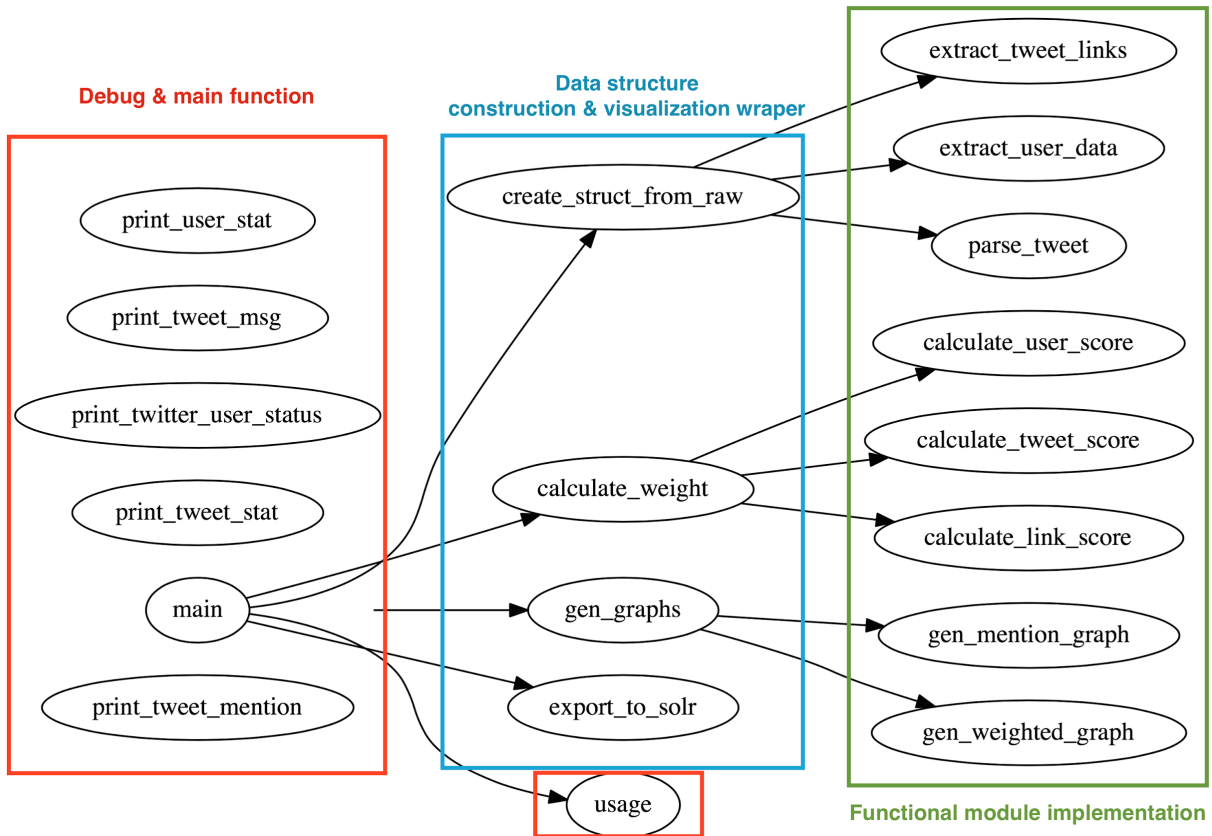 Debug & main function
print_user_stat
print_tweet_msg
print_twitter_user_status
print_tweet_stat
main
print_tweet_mention
Data structure
construction & visualization wraper
create_struct_from_raw
calculate_weight
gen_graphs
export_to_solr
usage
extract_tweet_links
extract_user_data
parse_tweet
calculate_user_score
calculate_tweet_score
calculate_link_score
gen_mention_graph
gen_weighted_graph
Functional module implementation